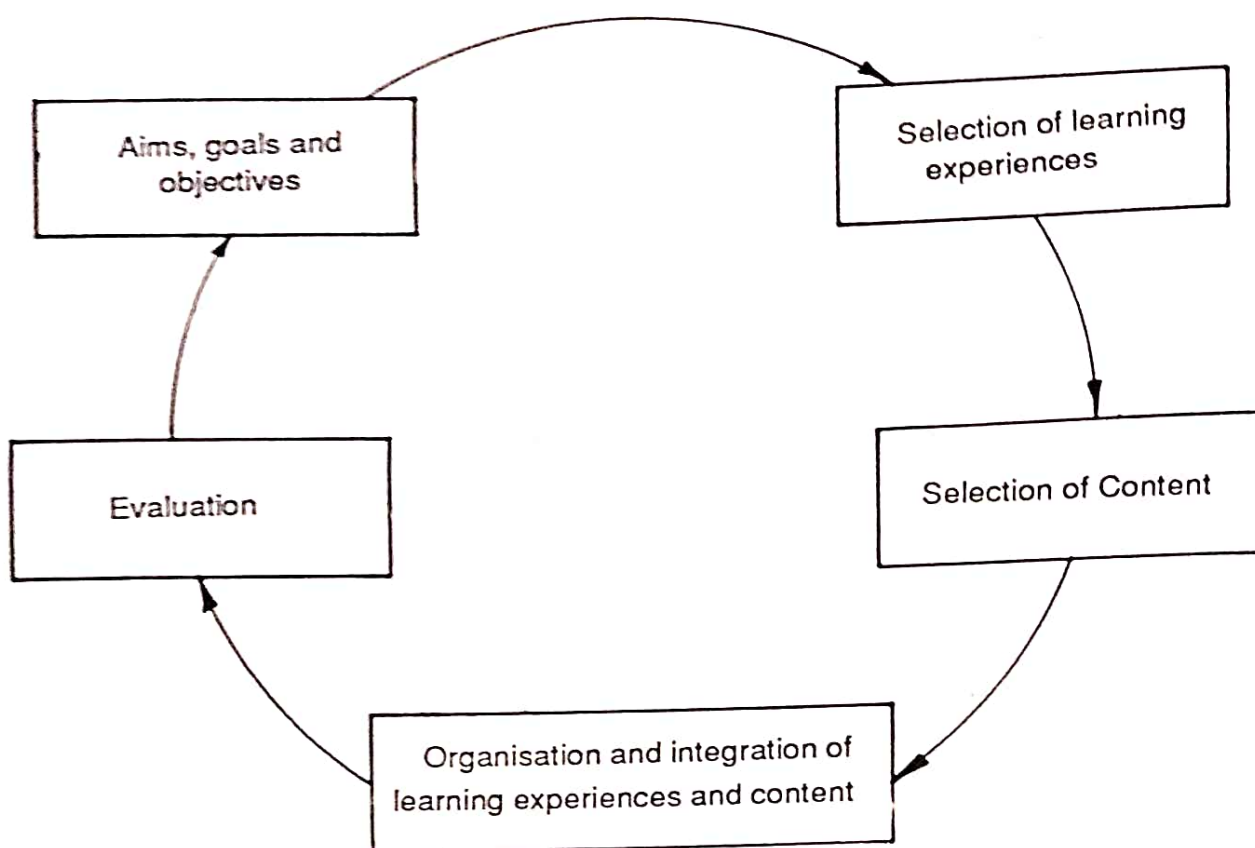 Aims, goals and
objectives
Selection of learning
experiences
Selection of Content
Organisation and integration of
learning experiences and content
Evaluation